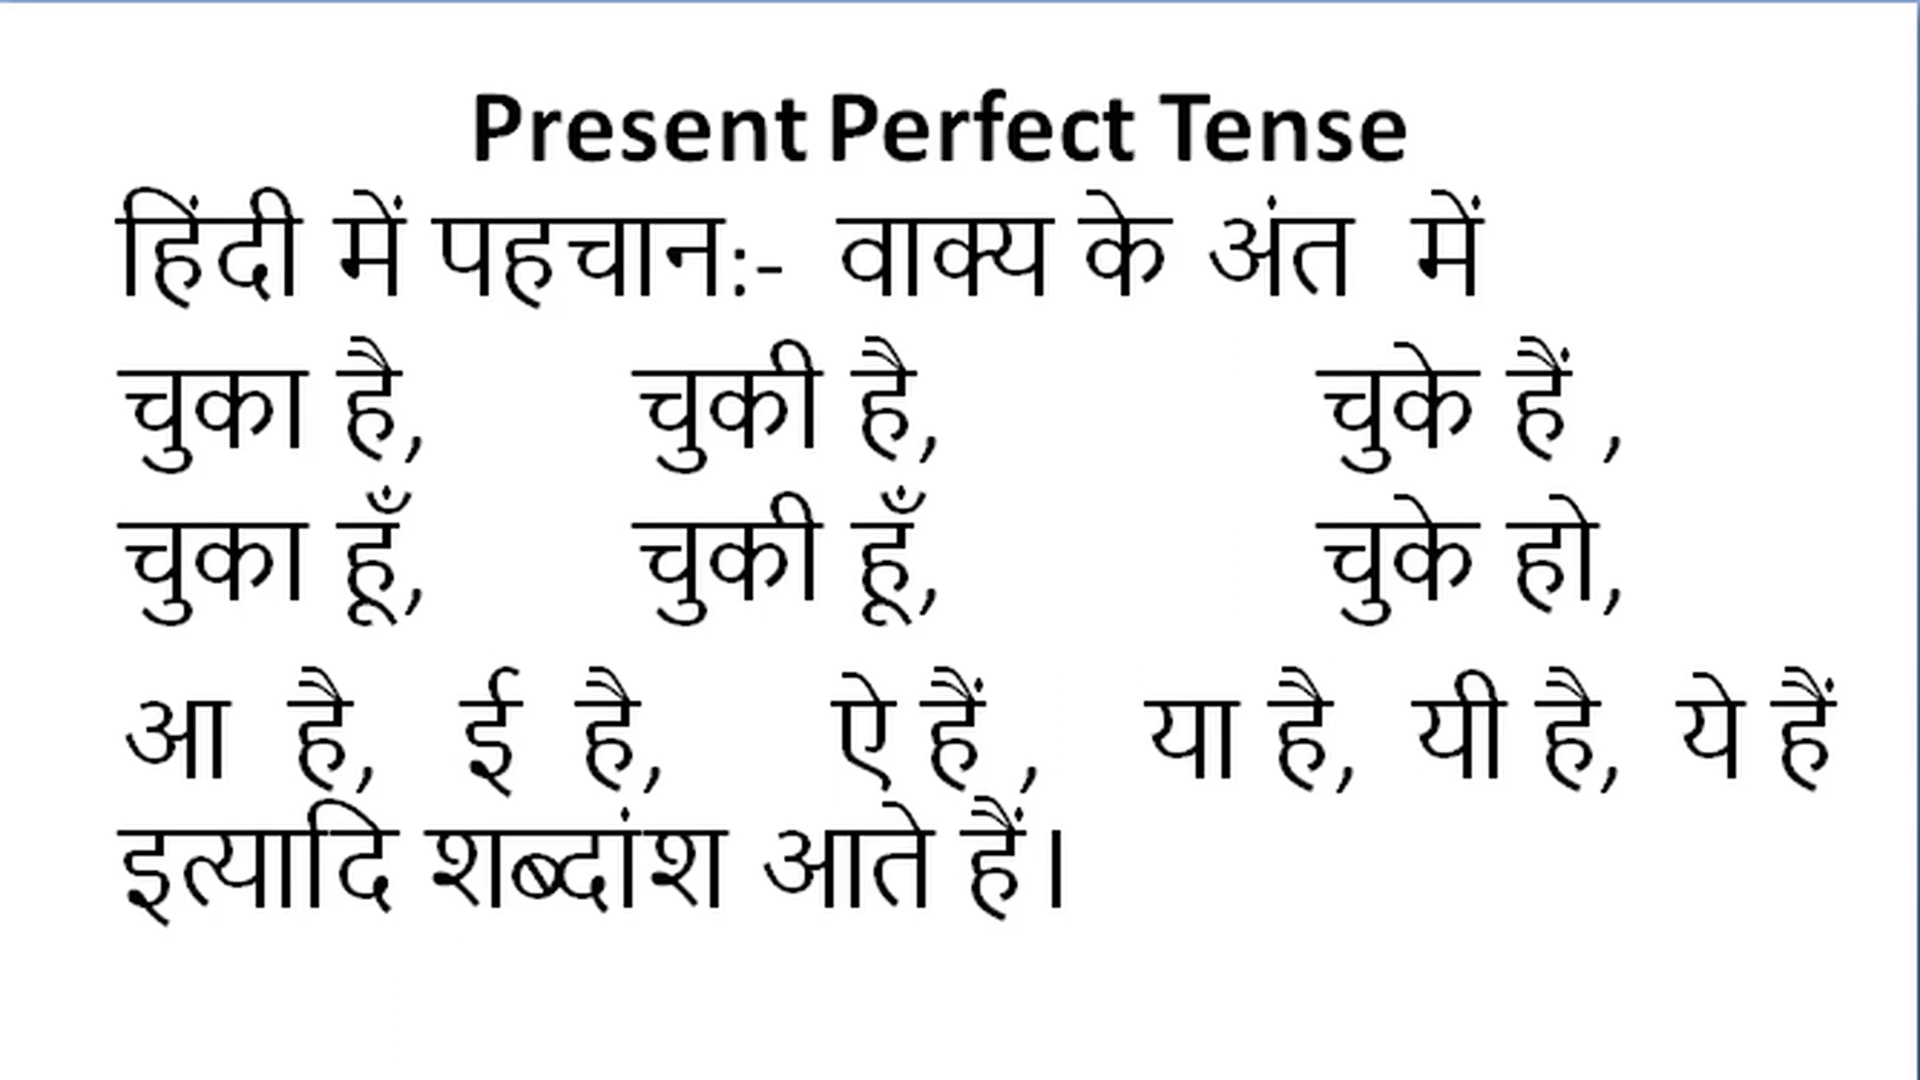 Present Perfect Tense
हिंदी में पहचान:- वाक्य के अंत में
चुका है, चुकी है, चुके हैं ,
चुका हूँ, चुकी हूँ, चुके हो,
आ है, ई है, ऐ हैं , या है, यी है, ये हैं
इत्यादि शब्दांश आते हैं।